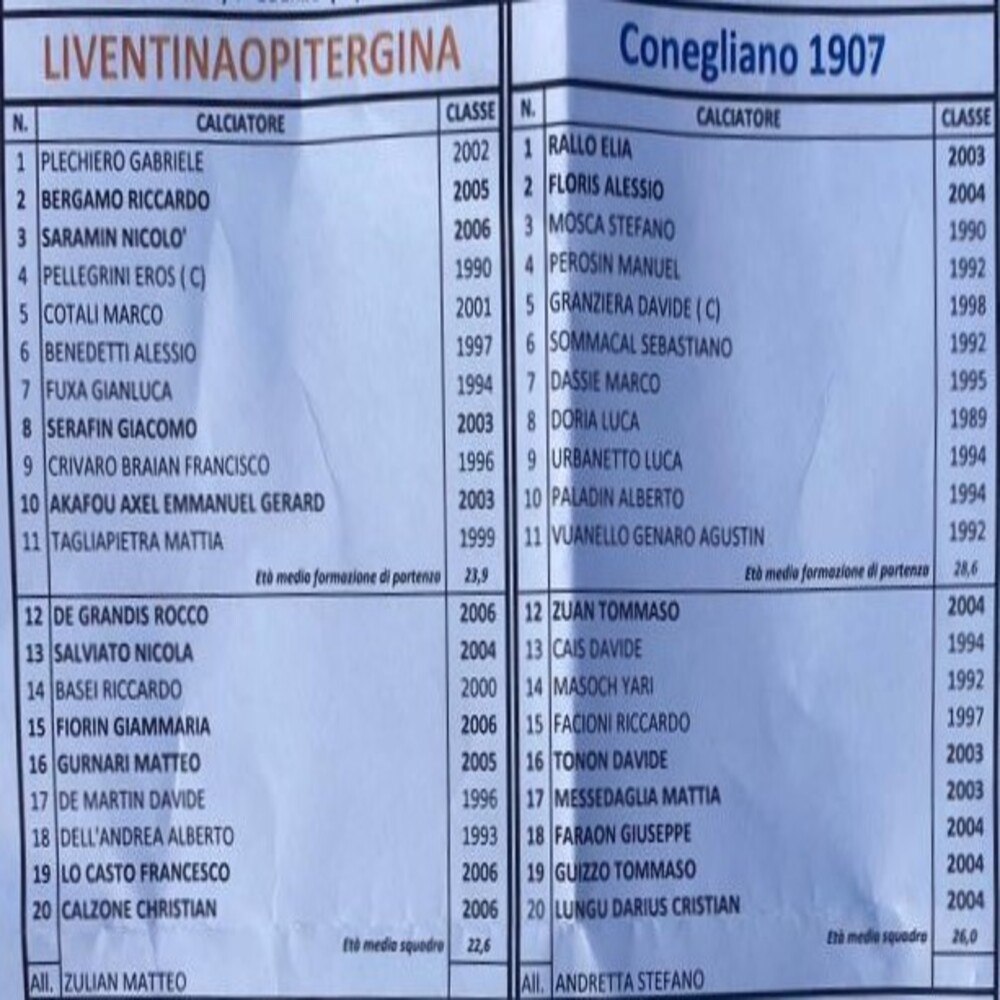 LIVENTINAOPITERGINA
N. CALCIATORE CLASSE
1 PLECHIERO GABRIELE 2002
2 BERGAMO RICCARDO 2005
3 SARAMIN NICOLO' 2006
4 PELLEGRINI EROS ( C) 1990
5 COTALI MARCO 2001
6 BENEDETTI ALESSIO 1997
7 FUXA GIANLUCA 1994
8 SERAFIN GIACOMO 2003
9 CRIVARO BRAIAN FRANCISCO 1996
10 AKAFOU AXEL EMMANUEL GERARD 2003
11 TAGLIAPIETRA MATTIA 1999
Età media formazione di partenza 23,9
12 DE GRANDIS ROCCO 2006
13 SALVIATO NICOLA 2004
14 BASEI RICCARDO 2000
15 FIORIN GIAMMARIA 2006
16 GURNARI MATTEO 2005
17 DE MARTIN DAVIDE 1996
18 DELL'ANDREA ALBERTO 1993
19 LO CASTO FRANCESCO 2006
20 CALZONE CHRISTIAN 2006
Età media squadra 22,6
All. ZULIAN MATTEO
Conegliano 1907
N. CALCIATORE CLASSE
1 RALLO ELIA 2003
2 FLORIS ALESSIO 2004
3 MOSCA STEFANO 1990
4 PEROSIN MANUEL 1992
5 GRANZIERA DAVIDE ( C) 1998
6 SOMMACAL SEBASTIANO 1992
7 DASSIE MARCO 1995
8 DORIA LUCA 1989
9 URBANETTO LUCA 1994
10 PALADIN ALBERTO 1994
11 VUANELLO GENARO AGUSTIN 1992
Età media formazione di partenza 28,6
12 ZUAN TOMMASO 2004
13 CAIS DAVIDE 1994
14 MASOCH YARI 1992
15 FACIONI RICCARDO 1997
16 TONON DAVIDE 2003
17 MESSEDAGLIA MATTIA 2003
18 FARAON GIUSEPPE 2004
19 GUIZZO TOMMASO 2004
20 LUNGU DARIUS CRISTIAN 2004
Età media squadra 26,0
All. ANDRETTA STEFANO